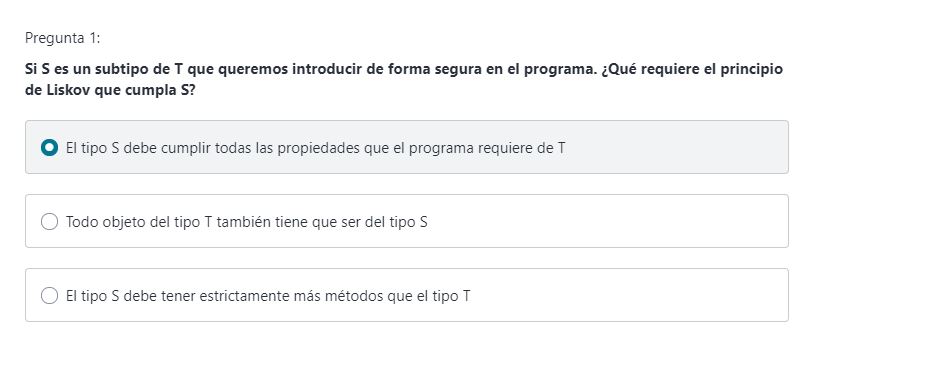 Pregunta 1:
Si S es un subtipo de T que queremos introducir de forma segura en el programa. ¿Qué requiere el principio
de Liskov que cumpla S?
El tipo S debe cumplir todas las propiedades que el programa requiere de T
Todo objeto del tipo T también tiene que ser del tipo S
El tipo S debe tener estrictamente más métodos que el tipo T